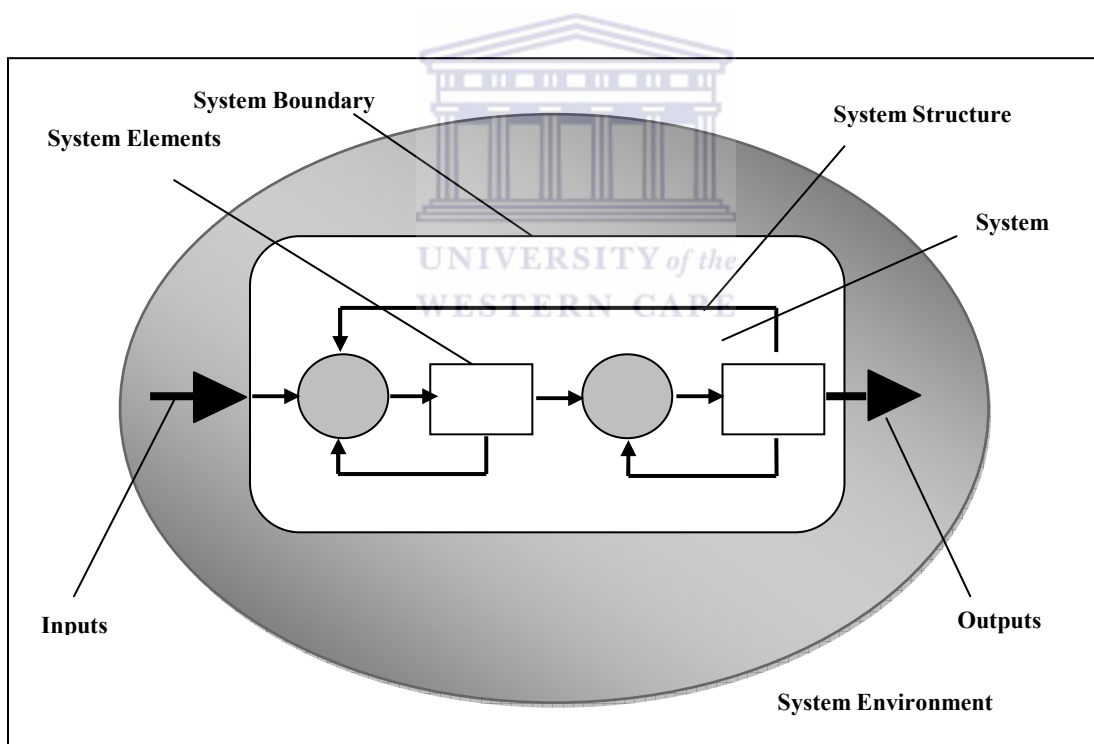 System Boundary
System Structure
System Elements
System
UNIVERSITY of the
WESTERN CAPE
Inputs
Outputs
System Environment